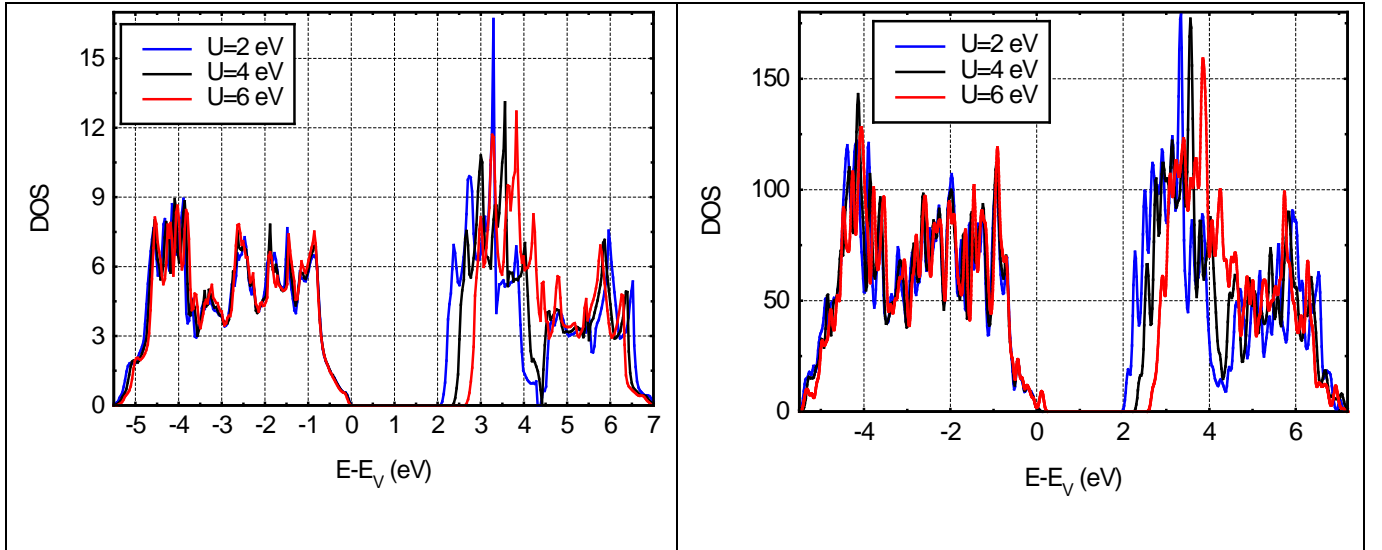 U=2 eV
U=4 eV
U=6 eV
15
12
9
6
3
0
DOS
-5 -4 -3 -2 -1 0 1 2 3 4 5 6 7
E-E_V (eV)
U=2 eV
U=4 eV
U=6 eV
150
100
50
0
DOS
-4 -2 0 2 4 6
E-E_V (eV)